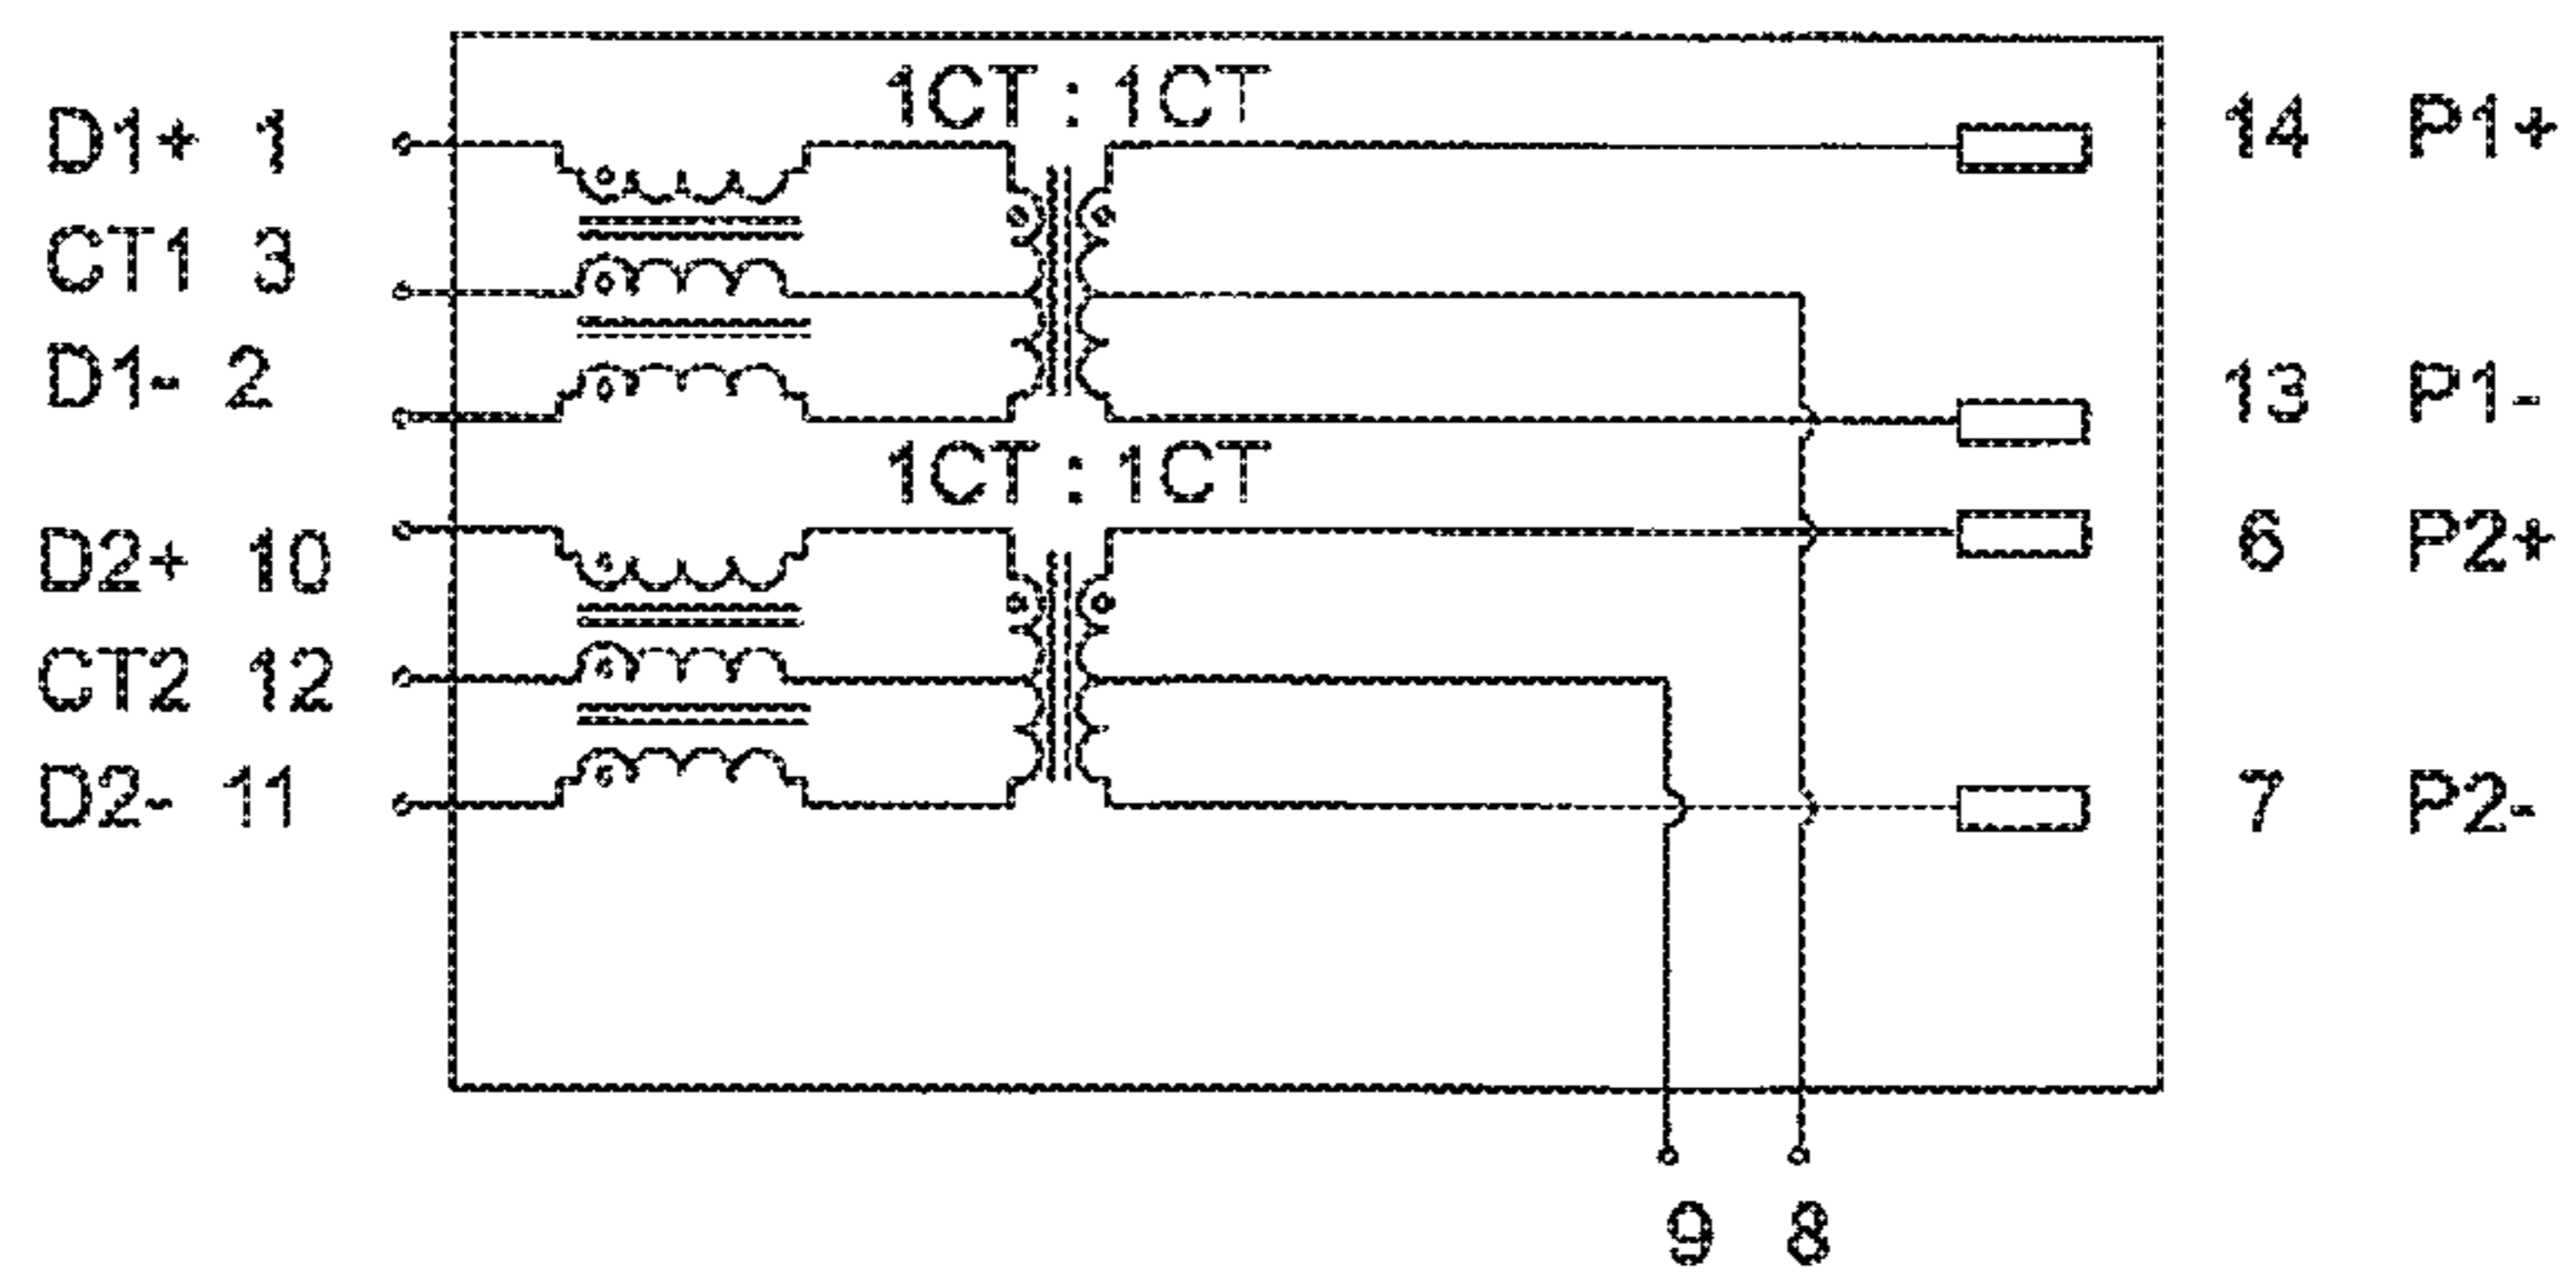 1CT : 1CT
D1+ 1 14 P1+
CT1 3
D1- 2 13 P1-
1CT : 1CT
D2+ 10 6 P2+
CT2 12
D2- 11 7 P2-
9 8